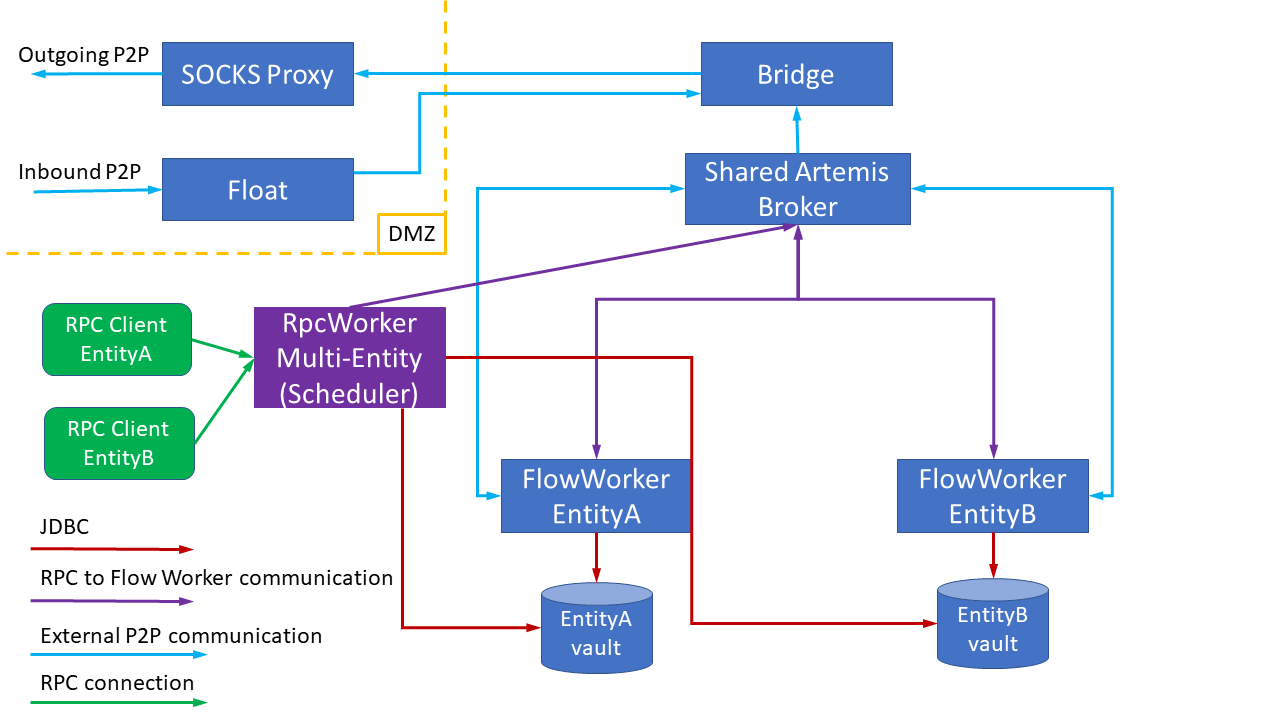 Outgoing P2P
SOCKS Proxy
Bridge
Inbound P2P
Float
Shared Artemis
Broker
DMZ
RPC Client
EntityA
RpcWorker
Multi-Entity
(Scheduler)
RPC Client
EntityB
FlowWorker
EntityA
FlowWorker
EntityB
JDBC
RPC to Flow Worker communication
EntityA
vault
EntityB
vault
External P2P communication
RPC connection